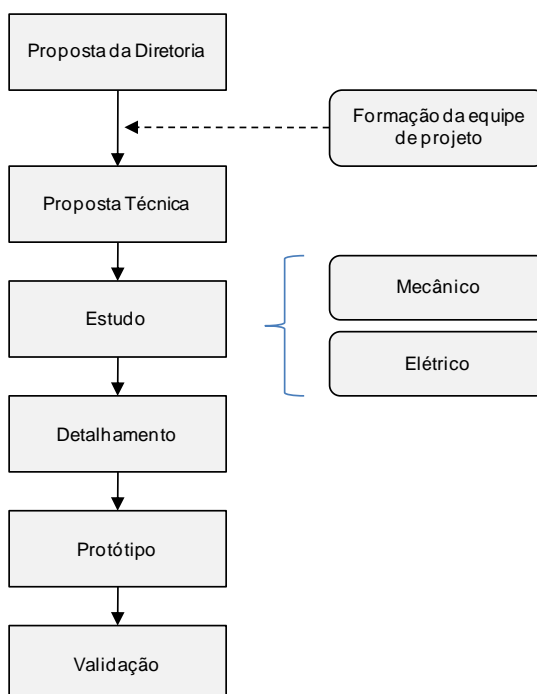 Proposta da Diretoria
Formação da equipe
de projeto
Proposta Técnica
Estudo
Mecânico
Elétrico
Detalhamento
Protótipo
Validação